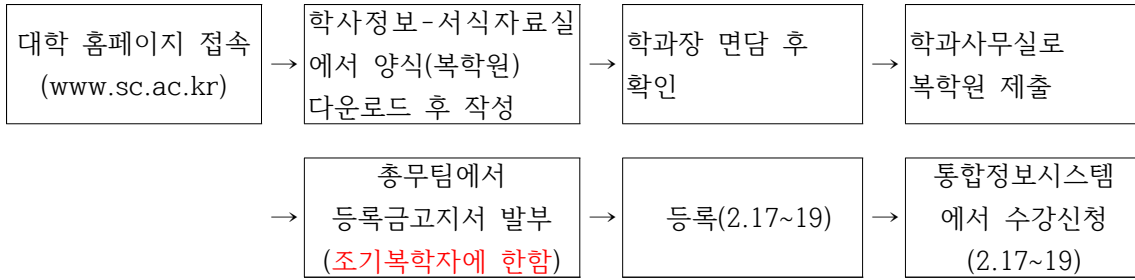 대학 홈페이지 접속
(www.sc.ac.kr)
→
학사정보-서식자료실
에서 양식(복학원)
다운로드 후 작성
→
학과장 면담 후
확인
→
학과사무실로
복학원 제출
→
총무팀에서
등록금고지서 발부
(조기복학자에 한함)
→
등록(2.17~19)
→
통합정보시스템
에서 수강신청
(2.17~19)